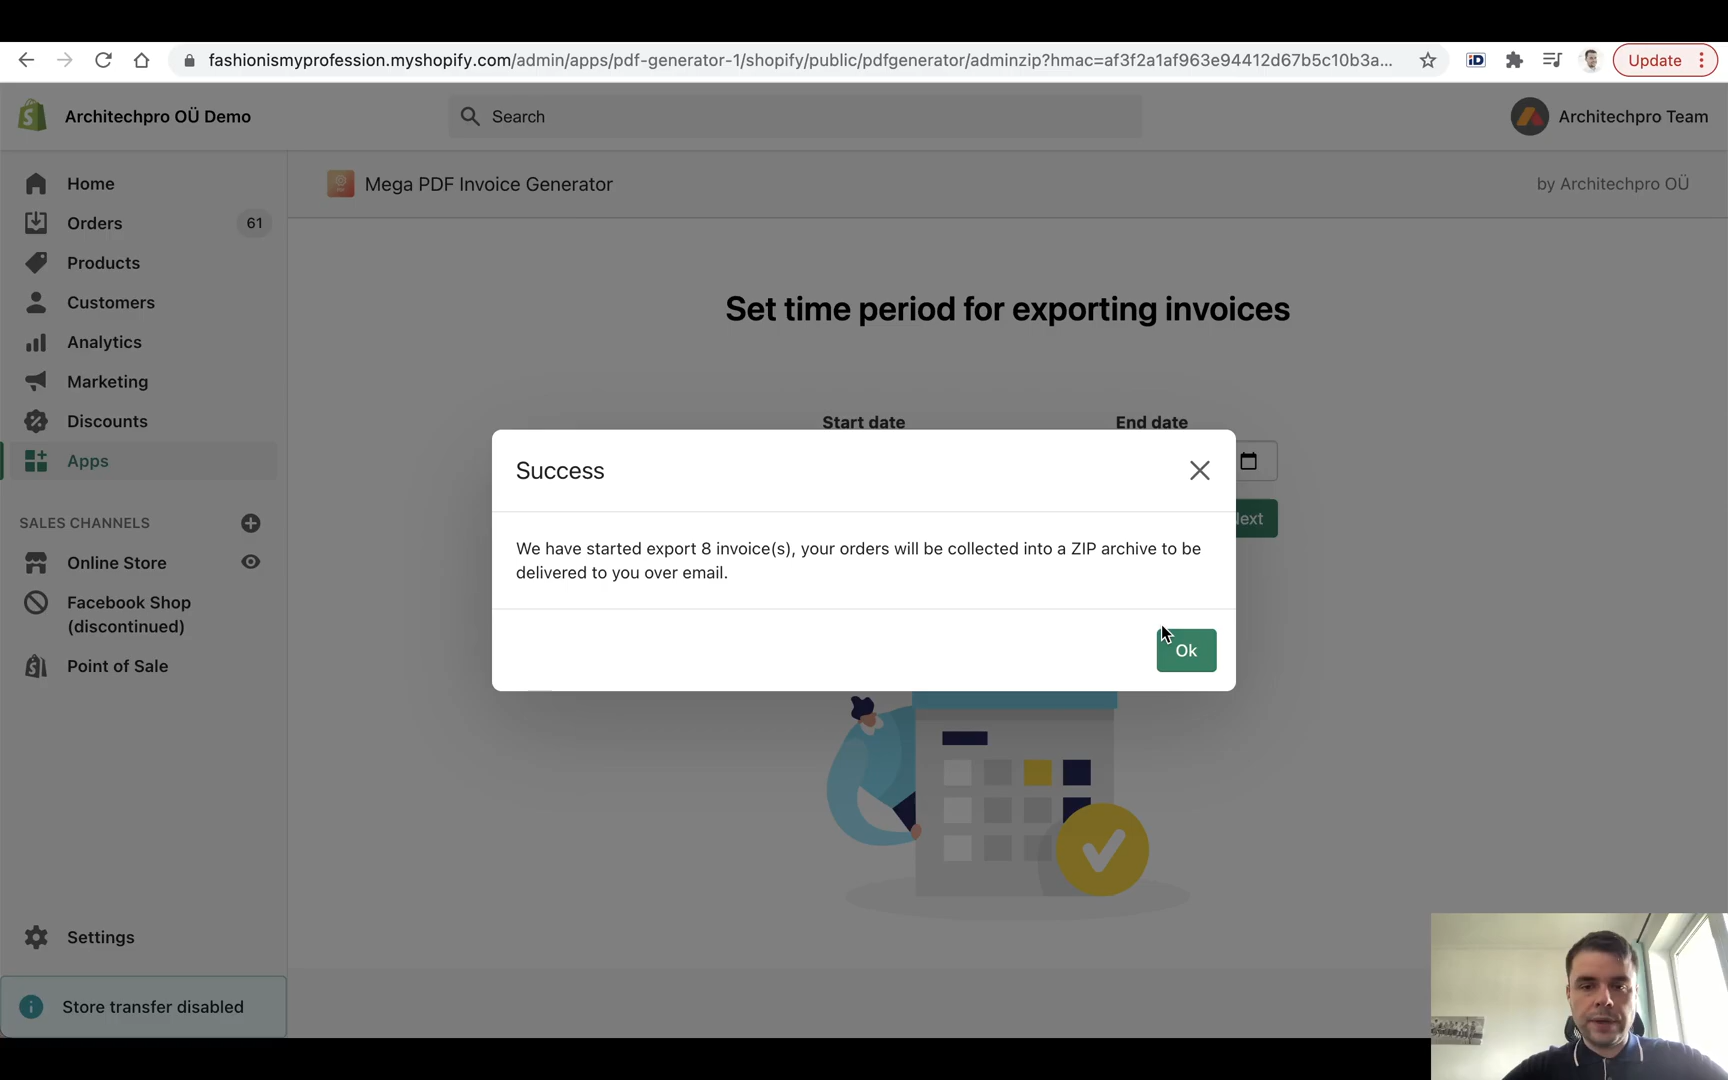 fashionismyprofession.myshopify.com/admin/apps/pdf-generator-1/shopify/public/pdfgenerator/adminzip?hmac=af3f2a1af963e94412d67b5c10b3a...
iD
Update
Architechpro OÜ Demo
Search
Architechpro Team
Home
Orders 61
Products
Customers
Analytics
Marketing
Discounts
Apps
SALES CHANNELS
Online Store
Facebook Shop
(discontinued)
Point of Sale
Settings
Store transfer disabled
Mega PDF Invoice Generator
by Architechpro OÜ
Set time period for exporting invoices
Start date
End date
Success
We have started export 8 invoice(s), your orders will be collected into a ZIP archive to be
delivered to you over email.
Ok